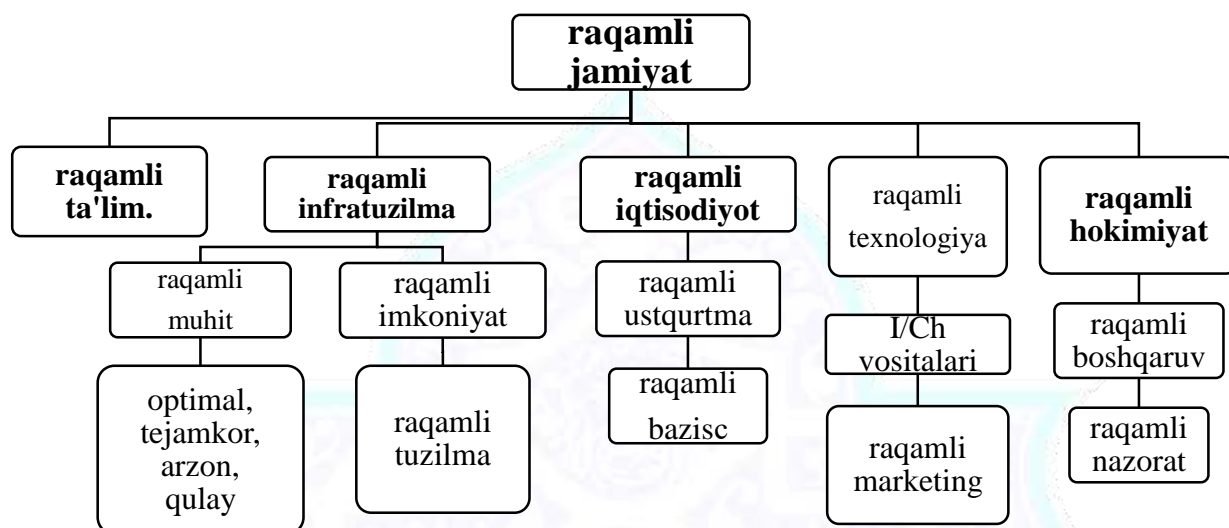 raqamli
jamiyat
raqamli
ta'lim.
raqamli
infratuzilma
raqamli
iqtisodiyot
raqamli
texnologiya
raqamli
hokimiyat
raqamli
muhit
raqamli
imkoniyat
raqamli
ustqurtma
I/Ch
vositalari
raqamli
boshqaruv
optimal,
tejamkor,
arzon,
qulay
raqamli
tuzilma
raqamli
bazisc
raqamli
marketing
raqamli
nazorat